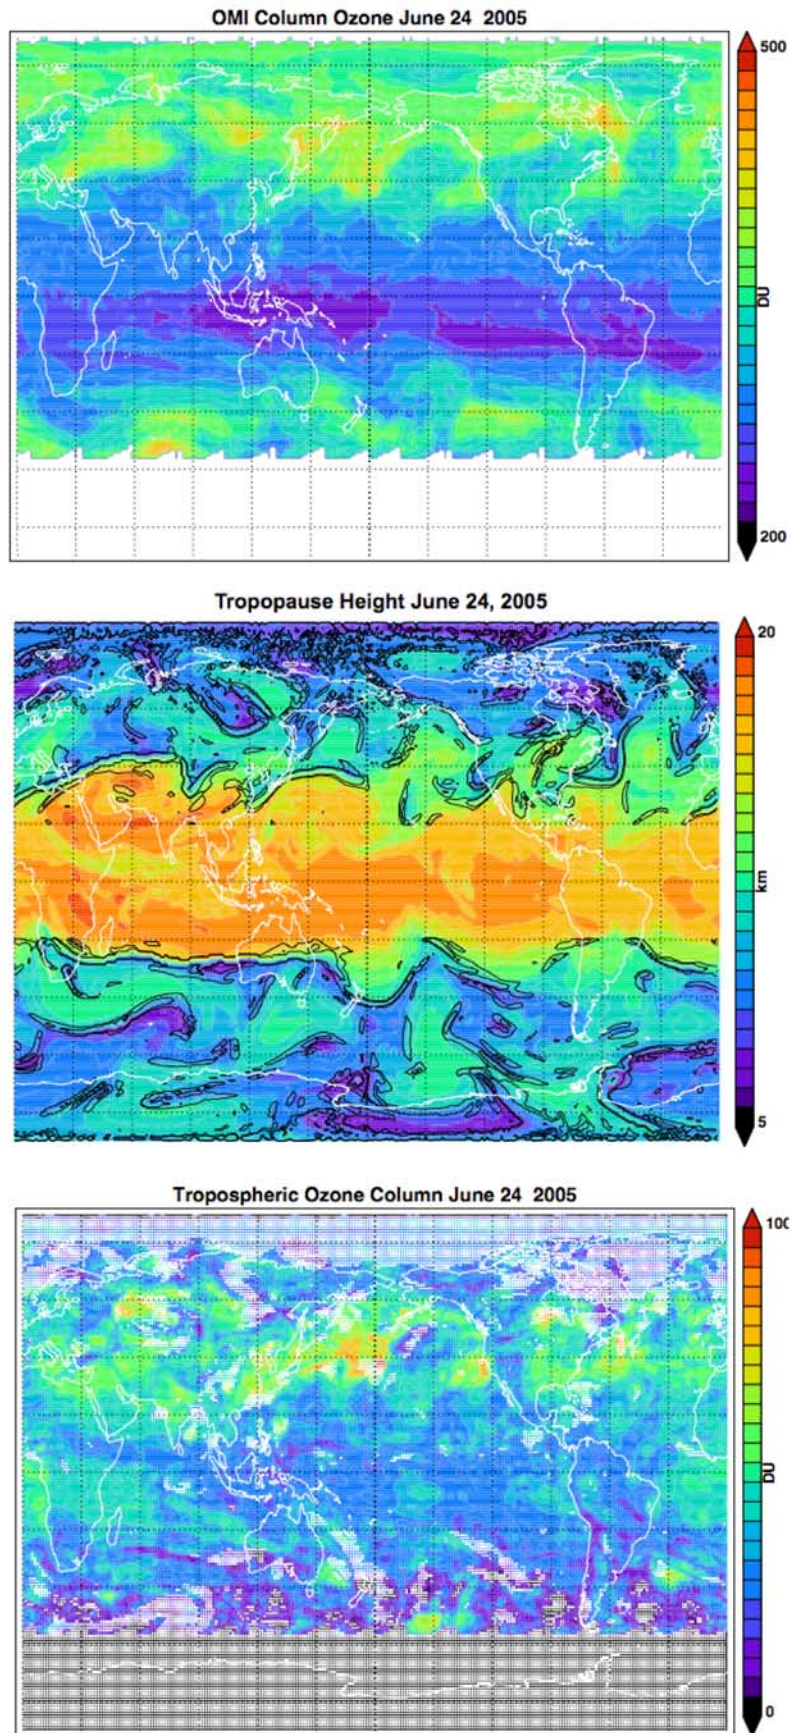 OMI Column Ozone June 24 2005
500
DU
200
Tropopause Height June 24, 2005
20
km
5
Tropospheric Ozone Column June 24 2005
100
DU
0